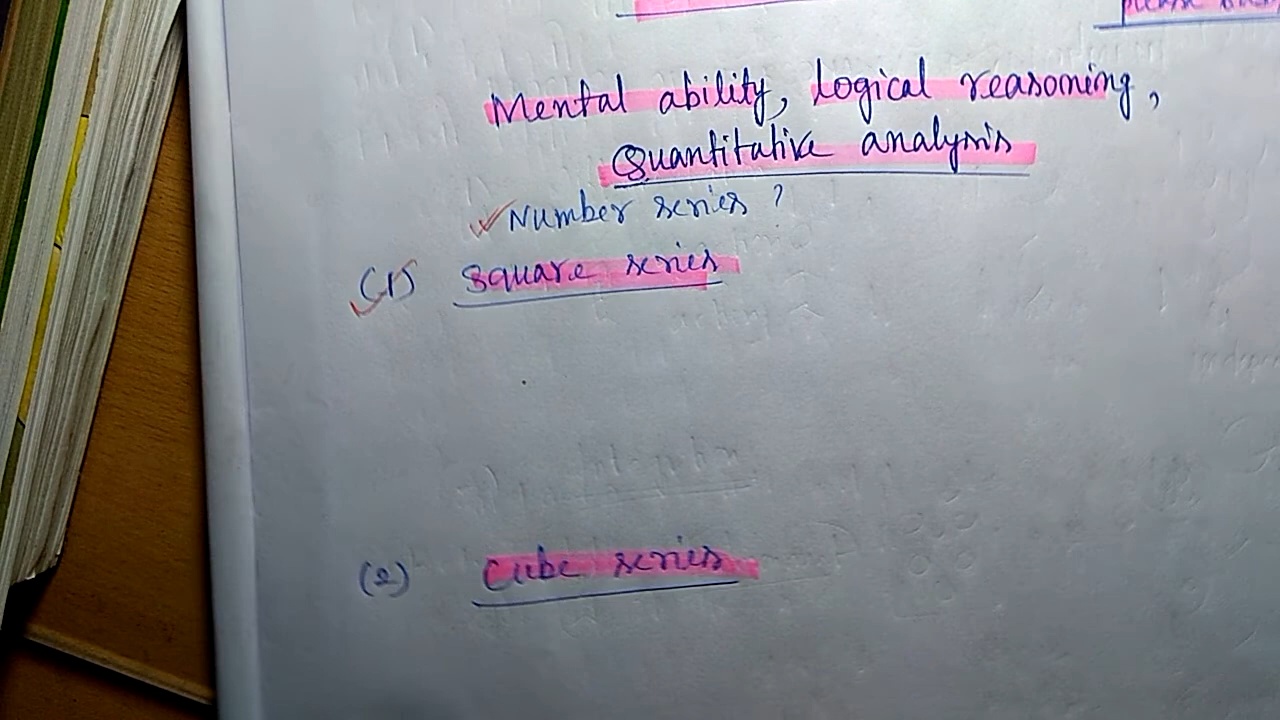 Mental ability, Logical reasoning,
Quantitative analysis
Number series ?
(1) Square series
(2) Cube series